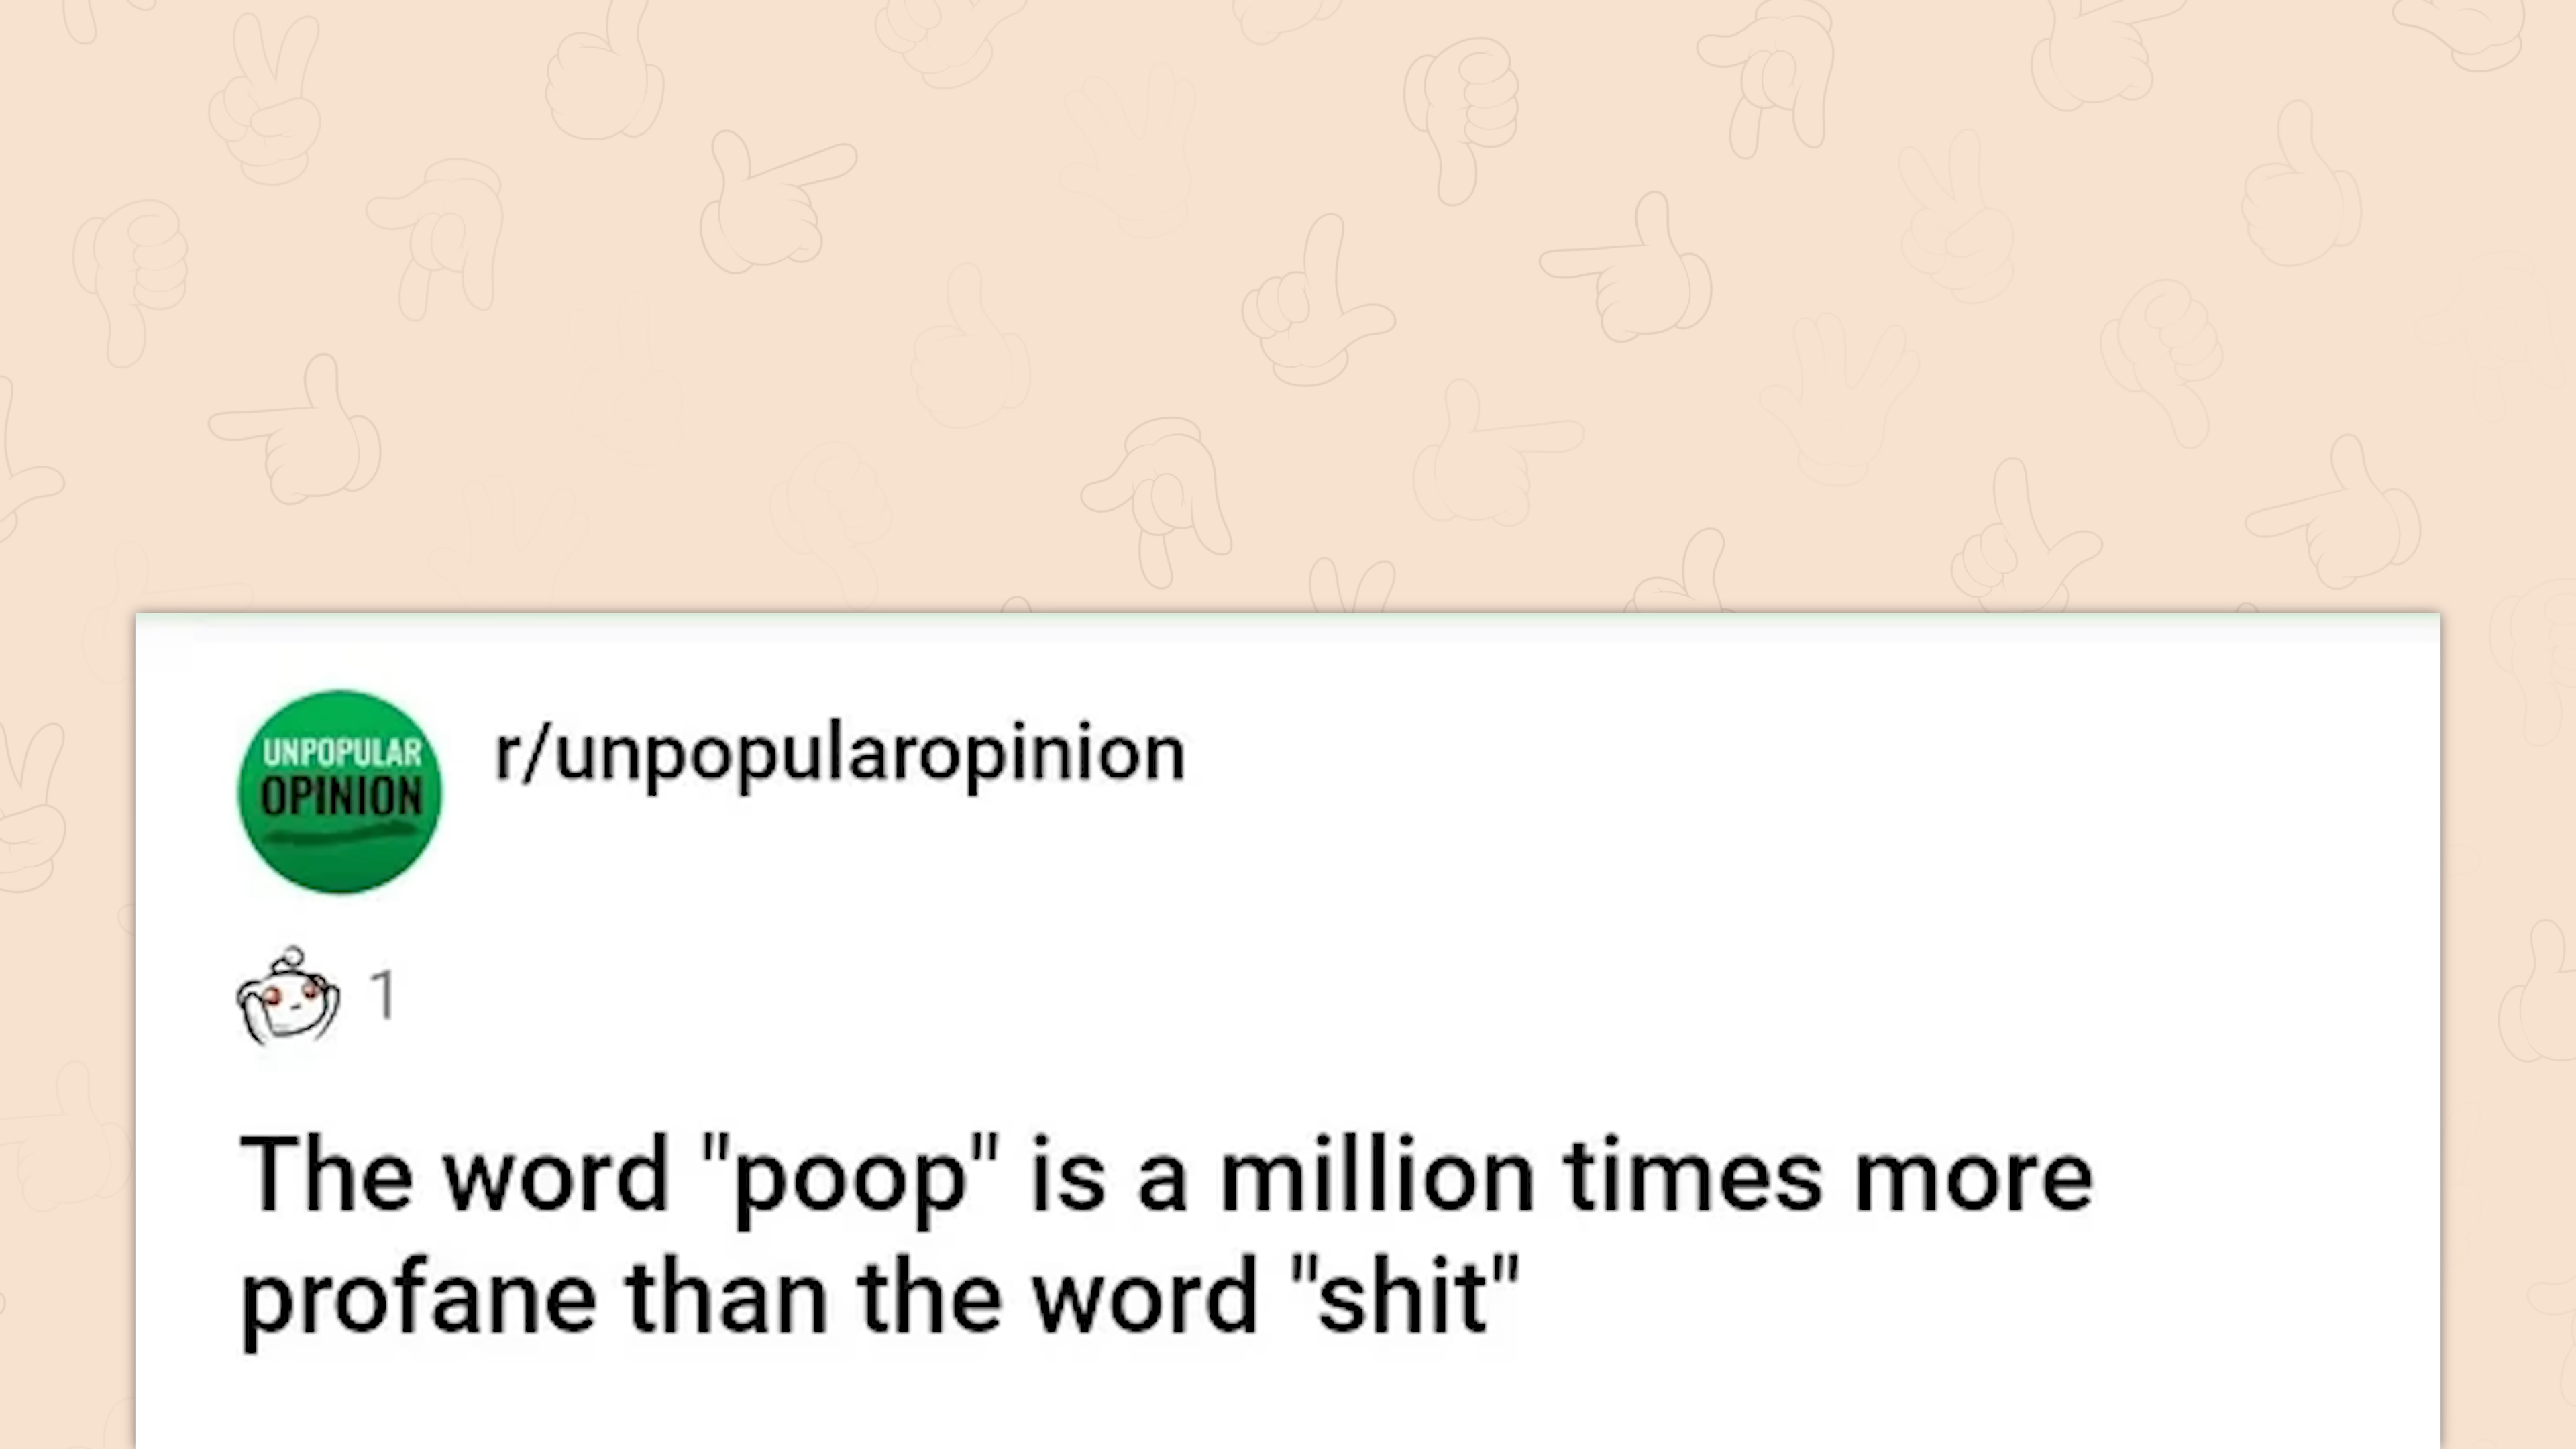 UNPOPULAR
OPINION
r/unpopularopinion
1
The word "poop" is a million times more
profane than the word "shit"